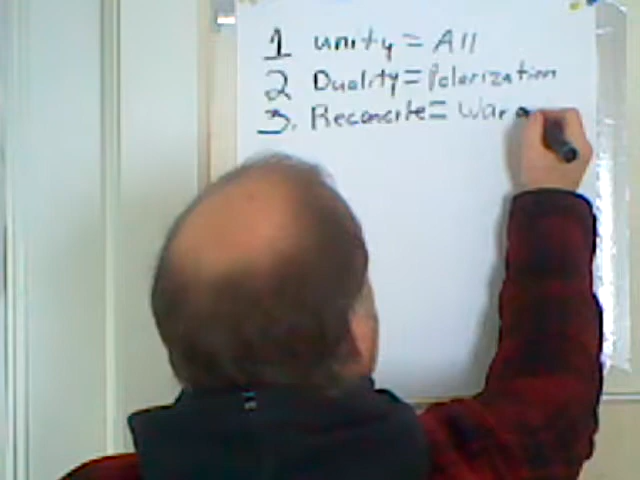 1 unity = All
2 Duality = Polarization
3. Reconcile = War